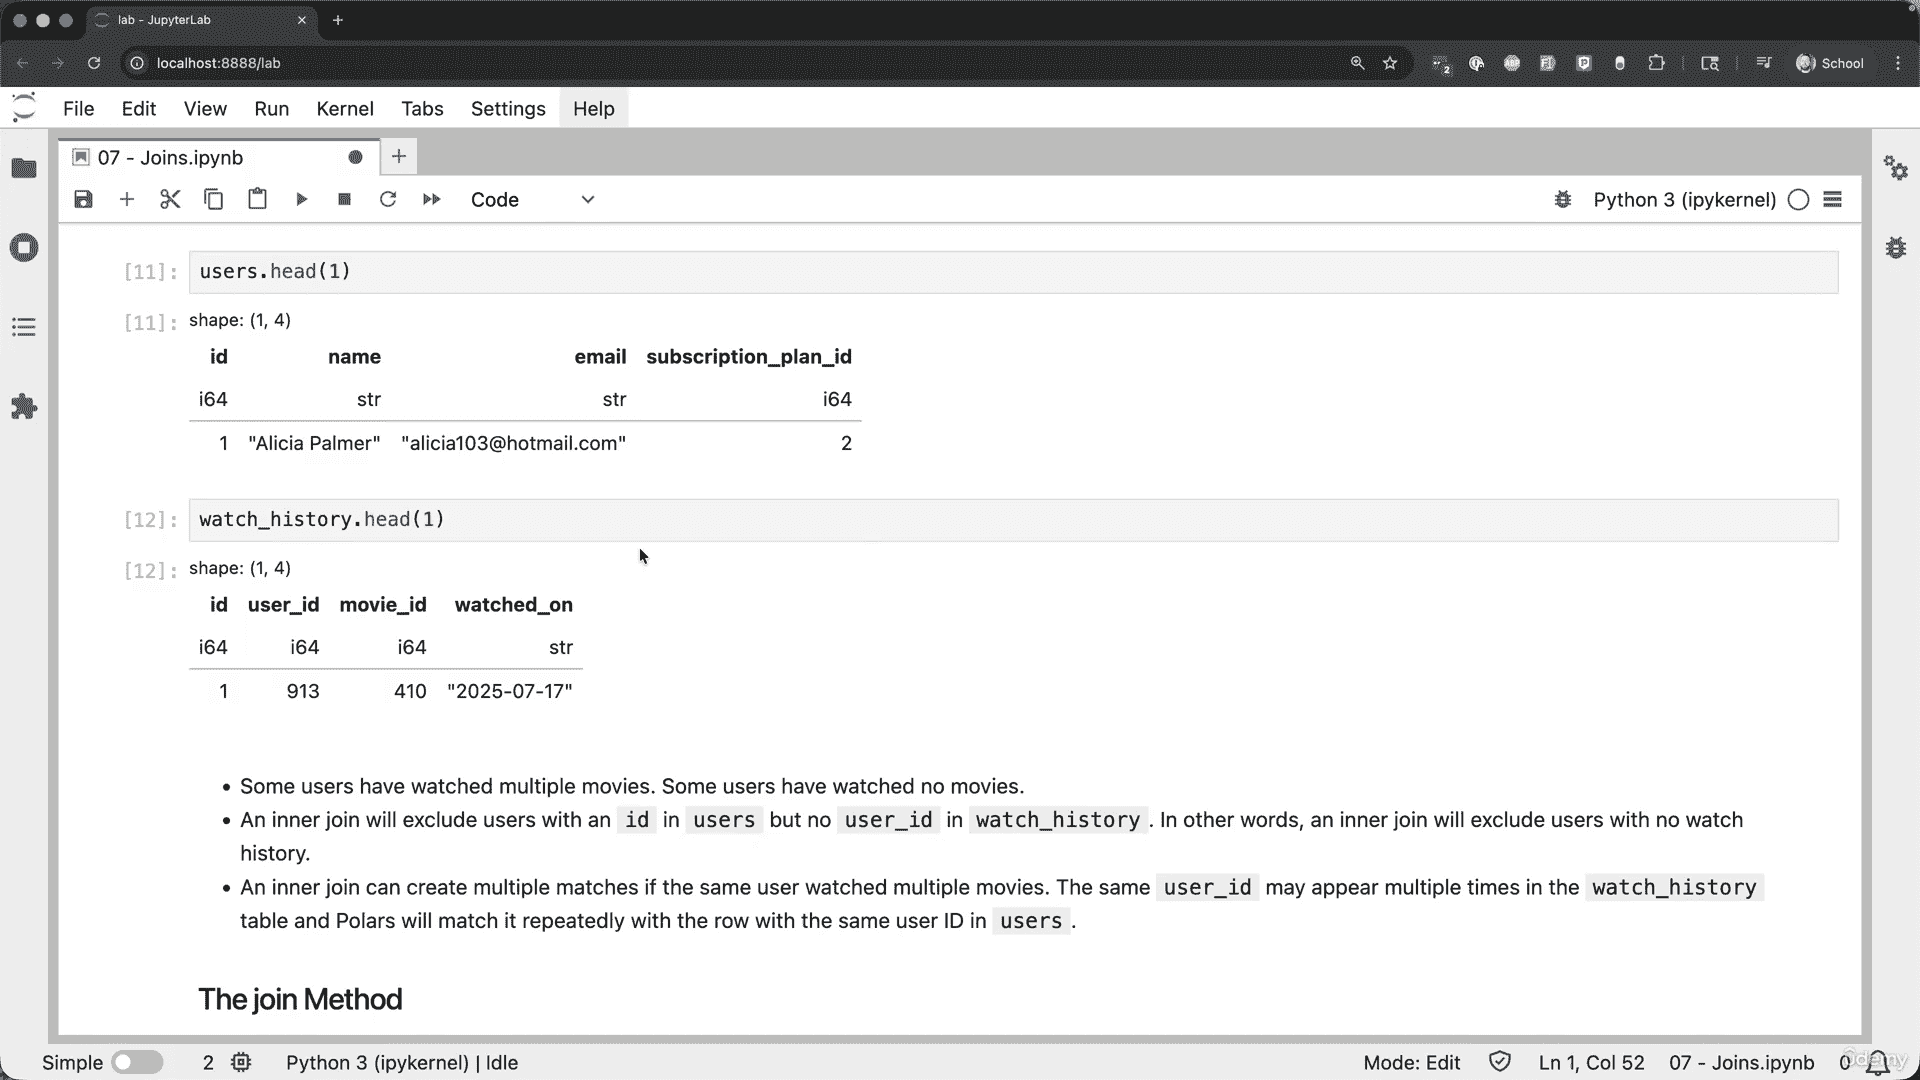 lab - JupyterLab
localhost:8888/lab
2
School
File Edit View Run Kernel Tabs Settings Help
07 - Joins.ipynb
Code
Python 3 (ipykernel)
[11]: users.head(1)
[11]: shape: (1, 4)
id name email subscription_plan_id
i64 str str i64
1 "Alicia Palmer" "alicia103@hotmail.com" 2
[12]: watch_history.head(1)
[12]: shape: (1, 4)
id user_id movie_id watched_on
i64 i64 i64 str
1 913 410 "2025-07-17"
• Some users have watched multiple movies. Some users have watched no movies.
• An inner join will exclude users with an id in users but no user_id in watch_history . In other words, an inner join will exclude users with no watch
history.
• An inner join can create multiple matches if the same user watched multiple movies. The same user_id may appear multiple times in the watch_history
table and Polars will match it repeatedly with the row with the same user ID in users .
The join Method
Simple 2 Python 3 (ipykernel) | Idle Mode: Edit Ln 1, Col 52 07 - Joins.ipynb 0
udemy